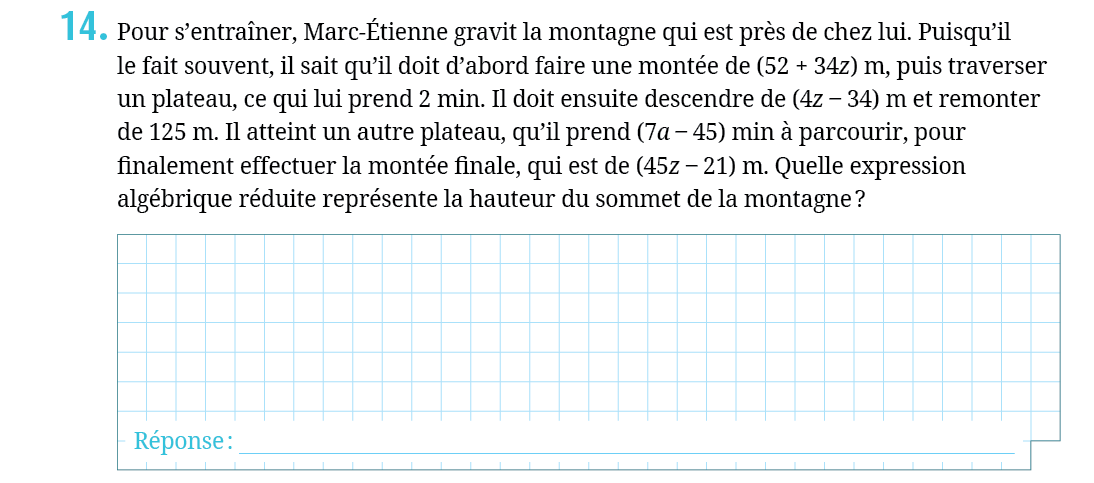 14. Pour s’entraîner, Marc-Étienne gravit la montagne qui est près de chez lui. Puisqu’il
le fait souvent, il sait qu’il doit d’abord faire une montée de (52 + 34z) m, puis traverser
un plateau, ce qui lui prend 2 min. Il doit ensuite descendre de (4z – 34) m et remonter
de 125 m. Il atteint un autre plateau, qu’il prend (7a – 45) min à parcourir, pour
finalement effectuer la montée finale, qui est de (45z – 21) m. Quelle expression
algébrique réduite représente la hauteur du sommet de la montagne ?
Réponse :